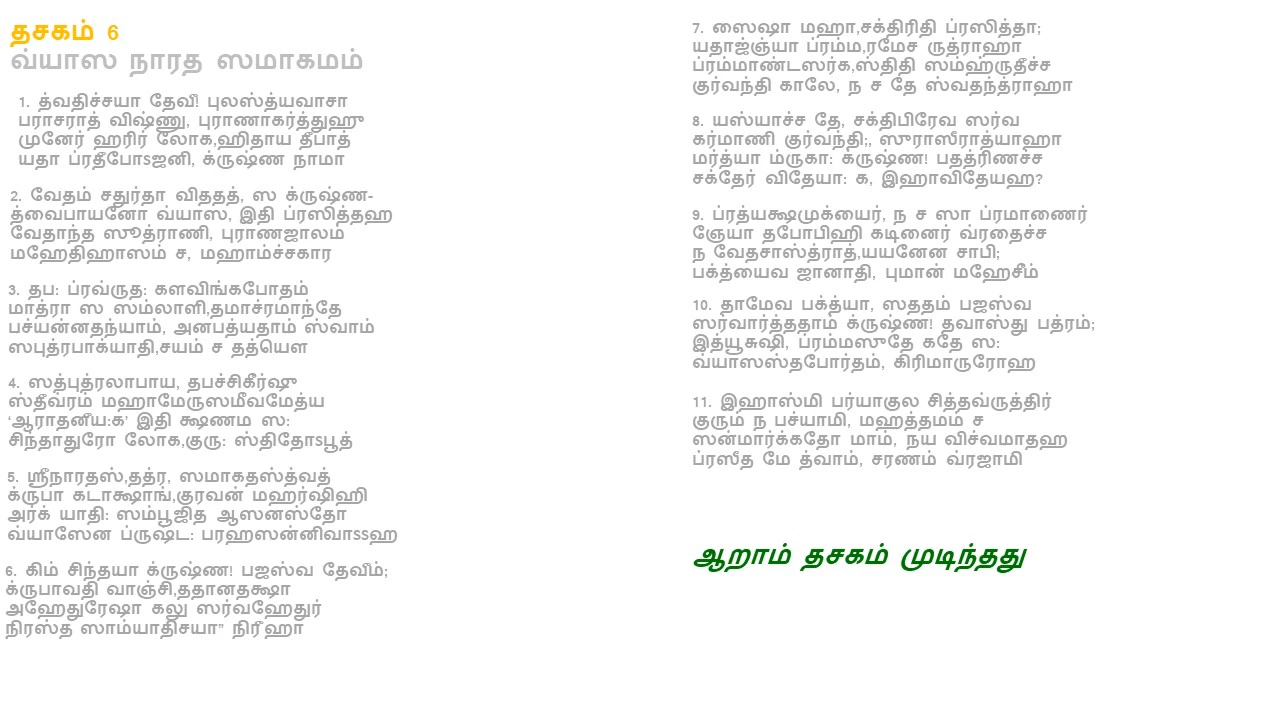 தசகம் 6
வ்யாஸ நாரத ஸமாகமம்
1. த்வதிச்சயா தேவீ! புலஸ்த்யவாசா
பராசராத் விஷ்ணு, புராணாகர்த்துஹு
முனேர் ஹரிர் லோக,ஹிதாய தீபாத்
யதா ப்ரதீபோSஜனி, க்ருஷ்ண நாமா
2. வேதம் சதுர்தா விததத், ஸ க்ருஷ்ண-
த்வைபாயனோ வ்யாஸ, இதி ப்ரஸித்தஹ
வேதாந்த ஸூத்ராணி, புராணஜாலம்
மஹேதிஹாஸம் ச, மஹாம்ச்சகார
3. தப: ப்ரவ்ருத: களவிங்கபோதம்
மாத்ரா ஸ ஸம்லாளி,தமாச்ரமாந்தே
பச்யன்னதந்யாம், அனபத்யதாம் ஸ்வாம்
ஸபுத்ரபாக்யாதி,சயம் ச தத்யௌ
4. ஸத்புத்ரலாபாய, தபச்சிகீர்ஷு
ஸ்தீவ்ரம் மஹாமேருஸமீவமேத்ய
‘ஆராதனீய:க’ இதி க்ஷணம ஸ:
சிந்தாதுரோ லோக,குரு: ஸ்திதோSபூத்
5. ஸ்ரீநாரதஸ்,தத்ர, ஸமாகதஸ்த்வத்
க்ருபா கடாக்ஷாங்,குரவன் மஹர்ஷிஹி
அர்க் யாதி: ஸம்பூஜித ஆஸனஸ்தோ
வ்யாஸேன ப்ருஷ்ட: பரஹஸன்னிவாSSஹ
6. கிம் சிந்தயா க்ருஷ்ண! பஜஸ்வ தேவீம்;
க்ருபாவதி வாஞ்சி,ததானதக்ஷா
அஹேதுரேஷா கலு ஸர்வஹேதுர்
நிரஸ்த ஸாம்யாதிசயா” நிரீஹா
7. ஸைஷா மஹா,சக்திரிதி ப்ரஸித்தா;
யதாஜ்ஞ்யா ப்ரம்ம,ரமேச ருத்ராஹா
ப்ரம்மாண்டஸர்க,ஸ்திதி ஸம்ஹ்ருதீச்ச
குர்வந்தி காலே, ந ச தே ஸ்வதந்த்ராஹா
8. யஸ்யாச்ச தே, சக்திபிரேவ ஸர்வ
கர்மாணி குர்வந்தி;, ஸுராஸீராத்யாஹா
மர்த்யா ம்ருகா: க்ருஷ்ண! பதத்ரிணச்ச
சக்தேர் விதேயா: க, இஹாவிதேயஹ?
9. ப்ரத்யக்ஷமுக்யைர், ந ச ஸா ப்ரமாணைர்
ஞேயா தபோபிஹி கடினைர் வ்ரதைச்ச
ந வேதசாஸ்த்ராத்,யயனேன சாபி;
பக்த்யைவ ஜானாதி, புமான் மஹேசீம்
10. தாமேவ பக்த்யா, ஸததம் பஜஸ்வ
ஸர்வார்த்ததாம் க்ருஷ்ண! தவாஸ்து பத்ரம்;
இத்யூசுஷி, ப்ரம்மஸுதே கதே ஸ:
வ்யாஸஸ்தபோர்தம், கிரிமாருரோஹ
11. இஹாஸ்மி பர்யாகுல சித்தவ்ருத்திர்
குரும் ந பச்யாமி, மஹத்தமம் ச
ஸன்மார்க்கதோ மாம், நய விச்வமாதஹ
ப்ரஸீத மே த்வாம், சரணம் வ்ரஜாமி
ஆறாம் தசகம் முடிந்தது